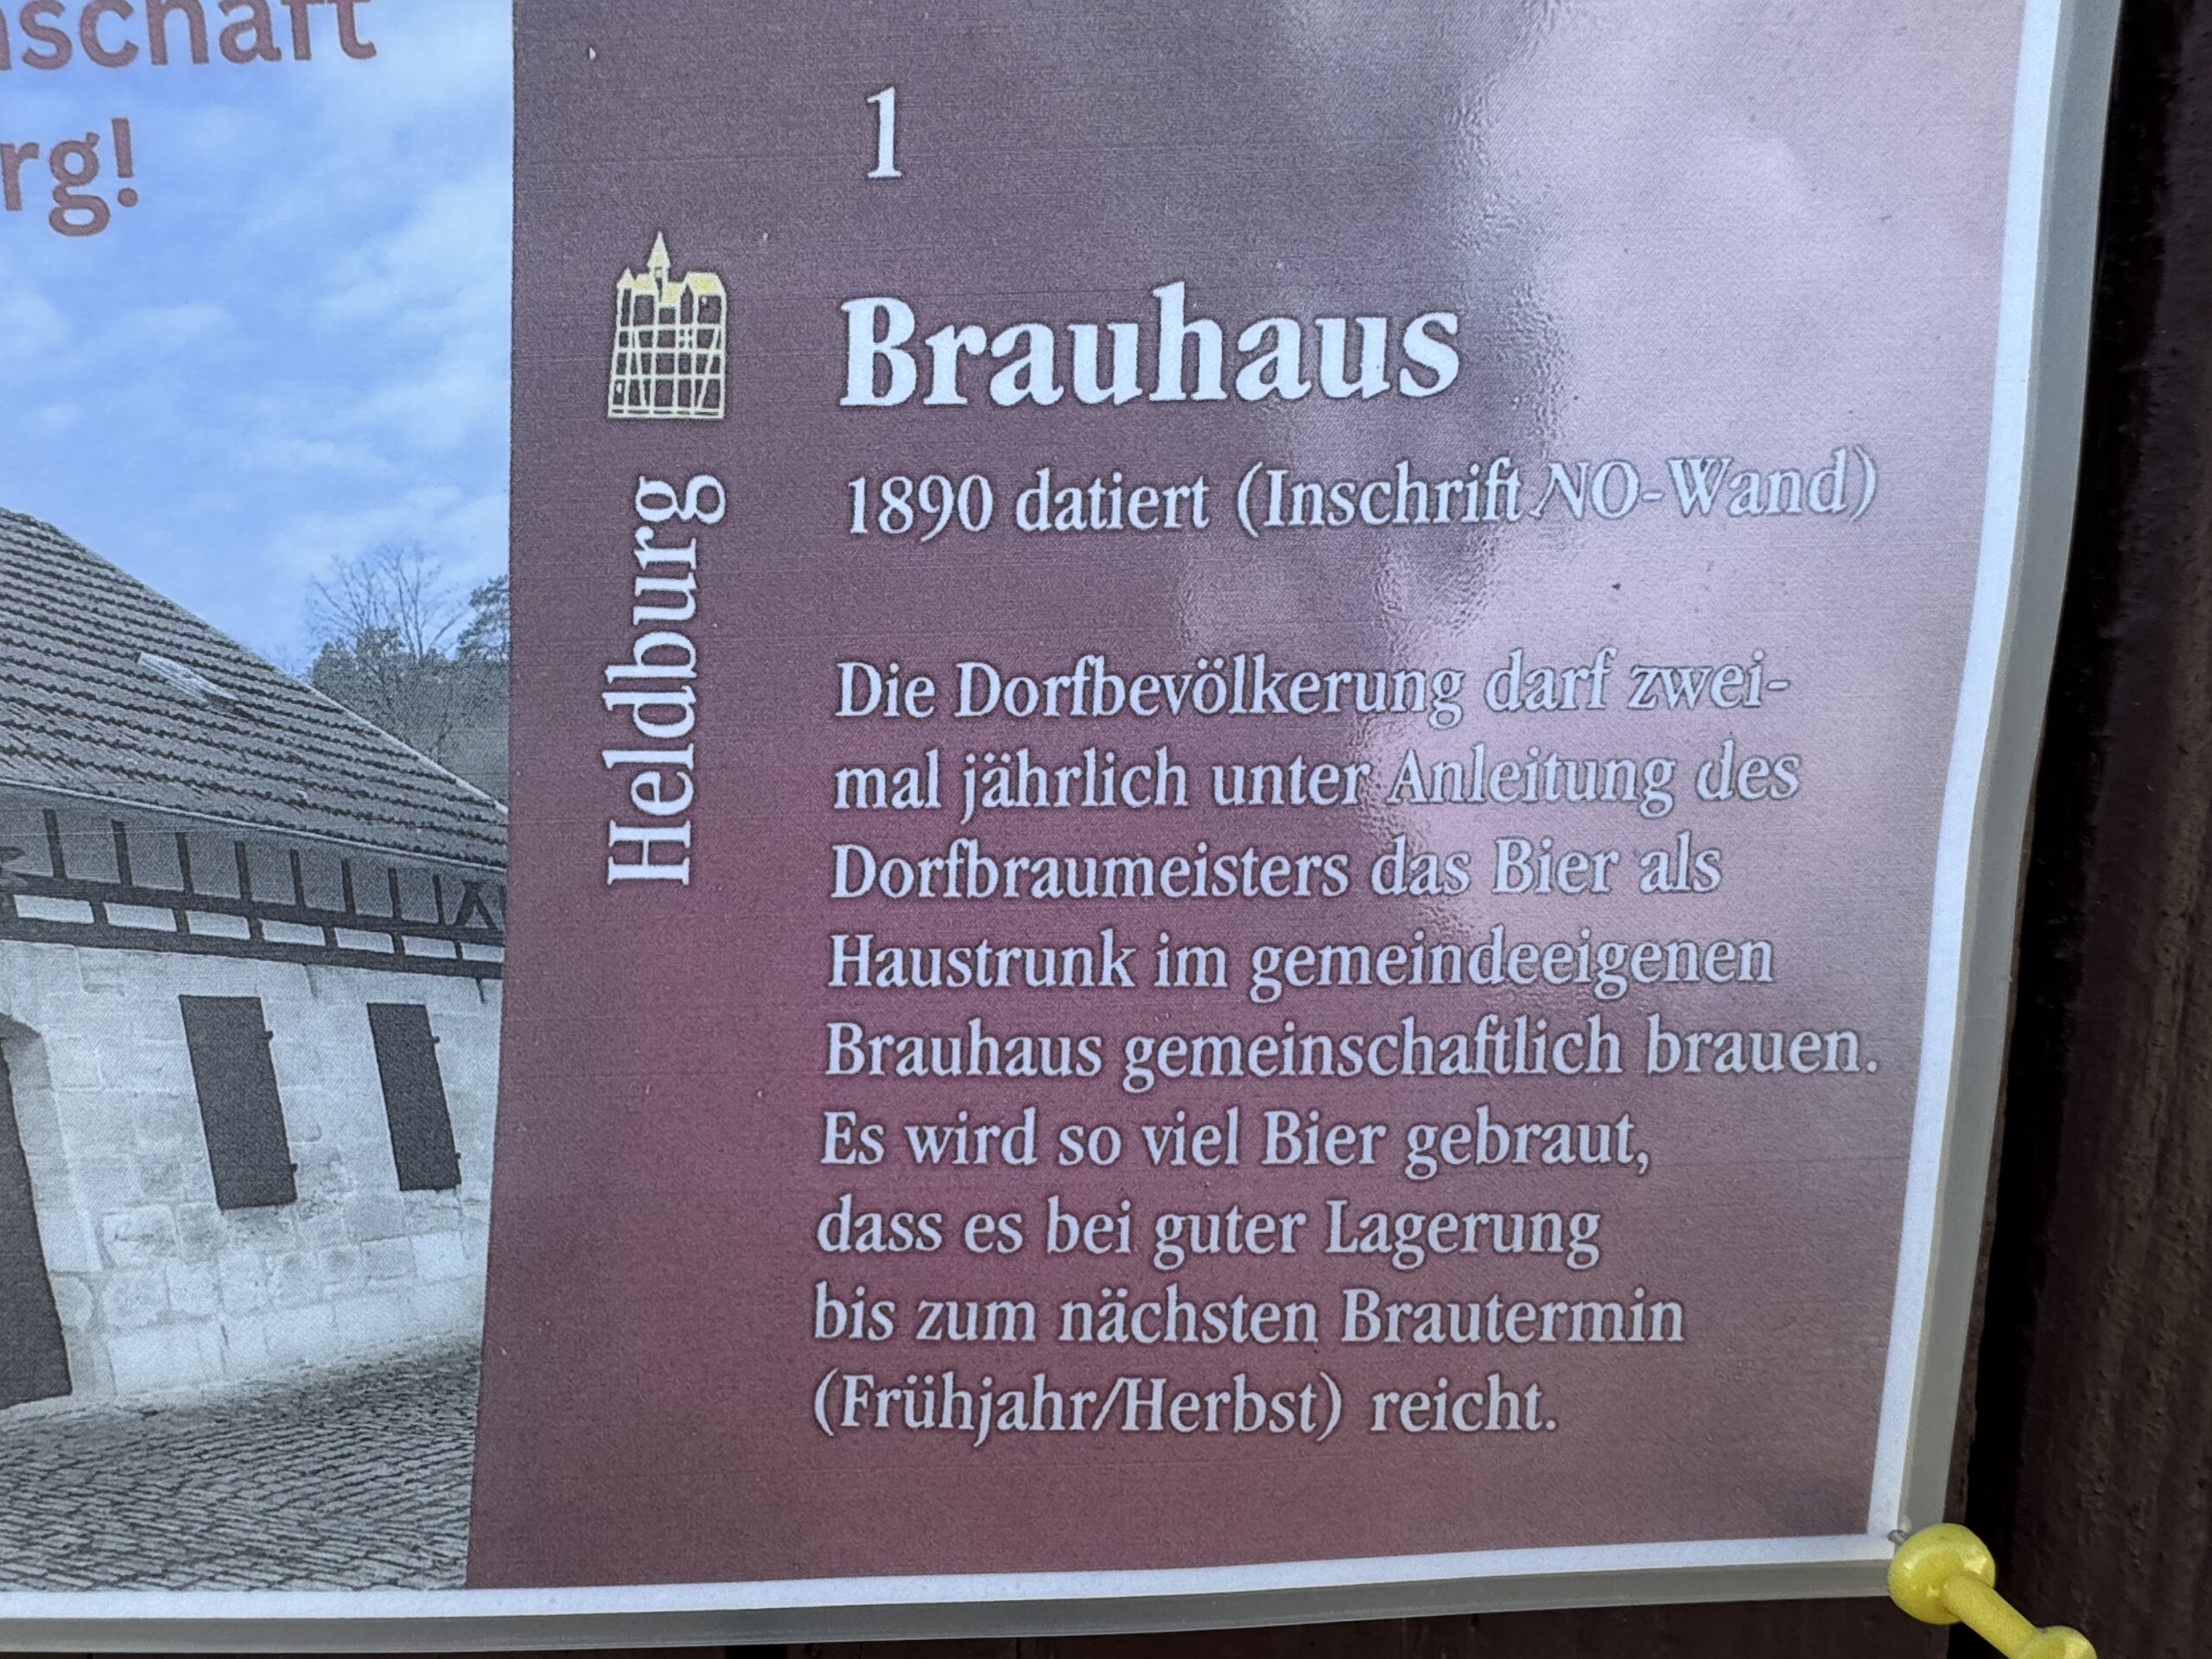 nschaft
rg!
1
Heldburg
Brauhaus
1890 datiert (Inschrift NO-Wand)
Die Dorfbevölkerung darf zwei-
mal jährlich unter Anleitung des
Dorfbraumeisters das Bier als
Haustrunk im gemeindeeigenen
Brauhaus gemeinschaftlich brauen.
Es wird so viel Bier gebraut,
dass es bei guter Lagerung
bis zum nächsten Brautermin
(Frühjahr/Herbst) reicht.